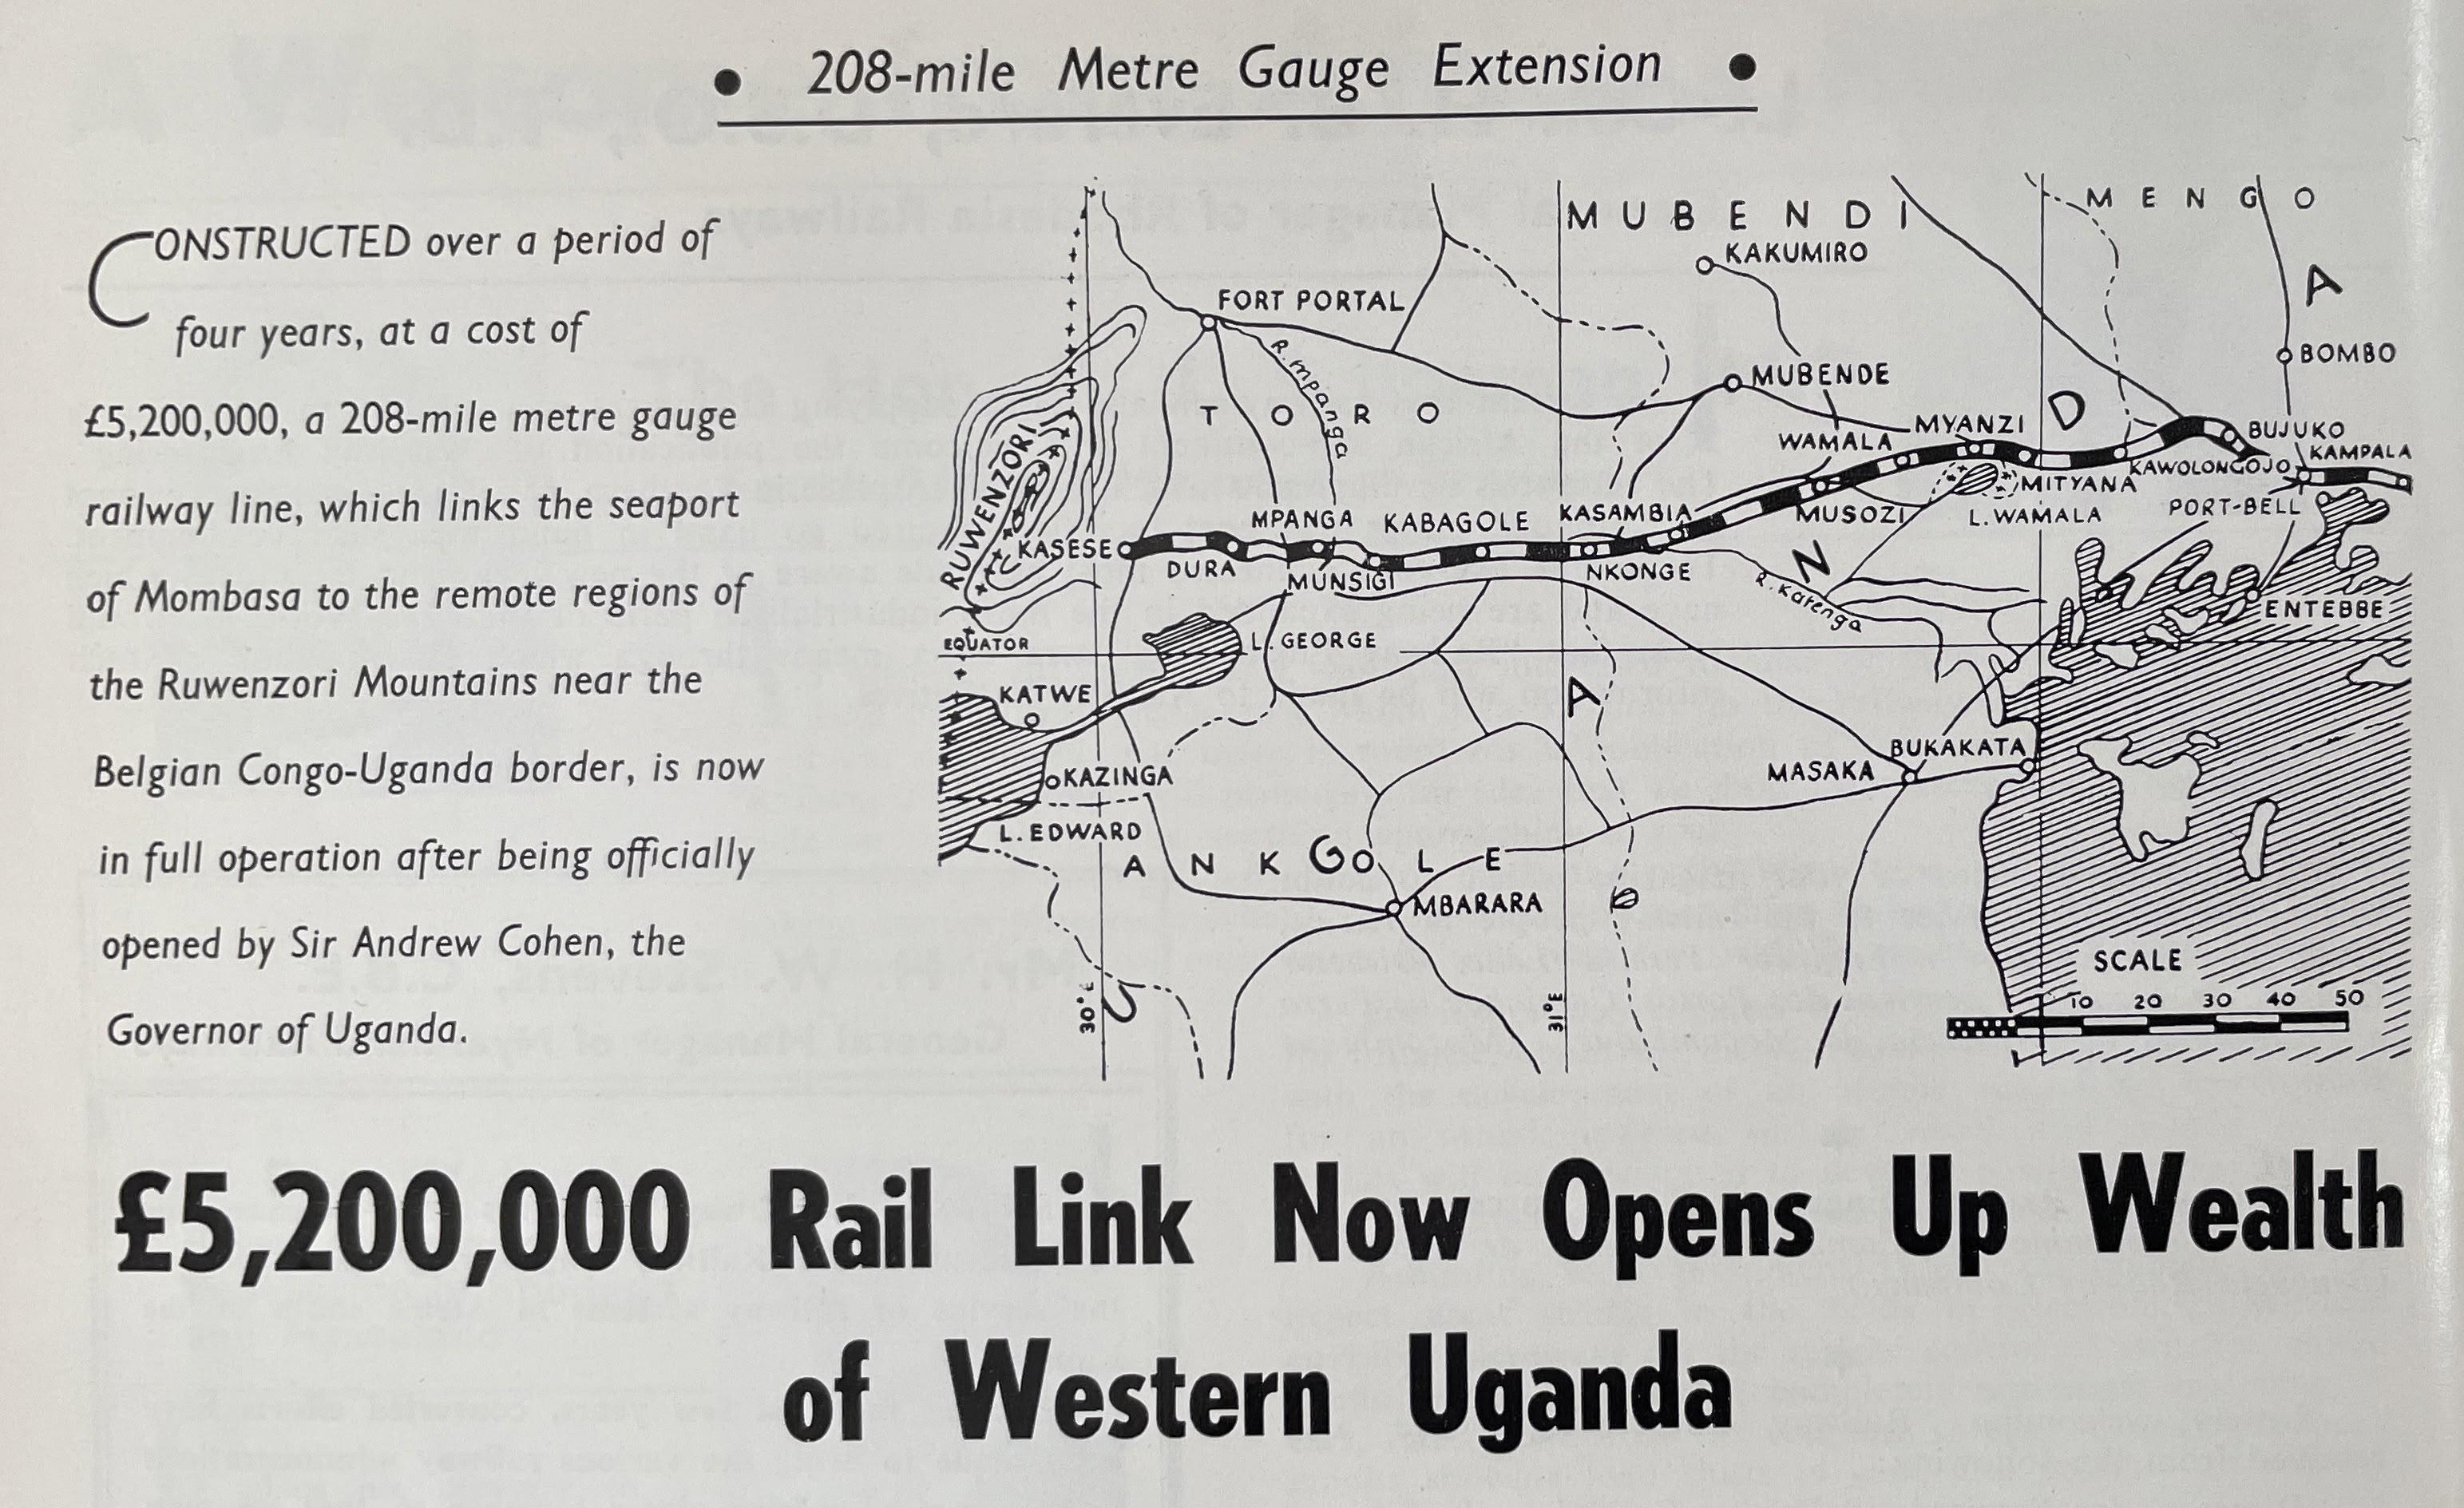 • 208-mile Metre Gauge Extension •
CONSTRUCTED over a period of
four years, at a cost of
£5,200,000, a 208-mile metre gauge
railway line, which links the seaport
of Mombasa to the remote regions of
the Ruwenzori Mountains near the
Belgian Congo-Uganda border, is now
in full operation after being officially
opened by Sir Andrew Cohen, the
Governor of Uganda.
MUBENDI
MENGO
KAKUMIRO
FORT PORTAL
R. Mpanga
BOMBO
MUBENDE
TORO
RUWENZORI
WAMALA
MYANZI
BUJUKO
KAMPALA
KAWOLONGOJO
MITYANA
PORT-BELL
L. WAMALA
MUSOZI
KASAMBIA
KABAGOLE
MPANGA
KASESE
DURA
MUNSIGI
NKONGE
R. Katenga
ENTEBBE
EQUATOR
L. GEORGE
KATWE
KAZINGA
L. EDWARD
BUKAKATA
MASAKA
ANKGOLE
MBARARA
UGANDA
30° E
31° E
SCALE
10 20 30 40 50
£5,200,000 Rail Link Now Opens Up Wealth
of Western Uganda